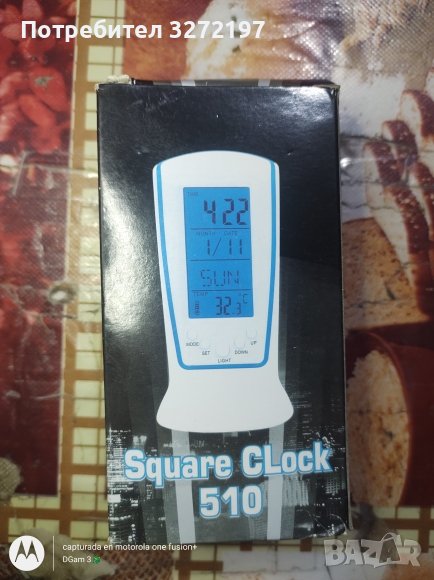 Потребител 3272197
TIME
4 22
MONTH DATE
1/11
SUN
TEMP
32.3°C
MODE
UP
SET
DOWN
LIGHT
Square CLock
510
capturada en motorola one fusion+
DGam 3
BAZAR